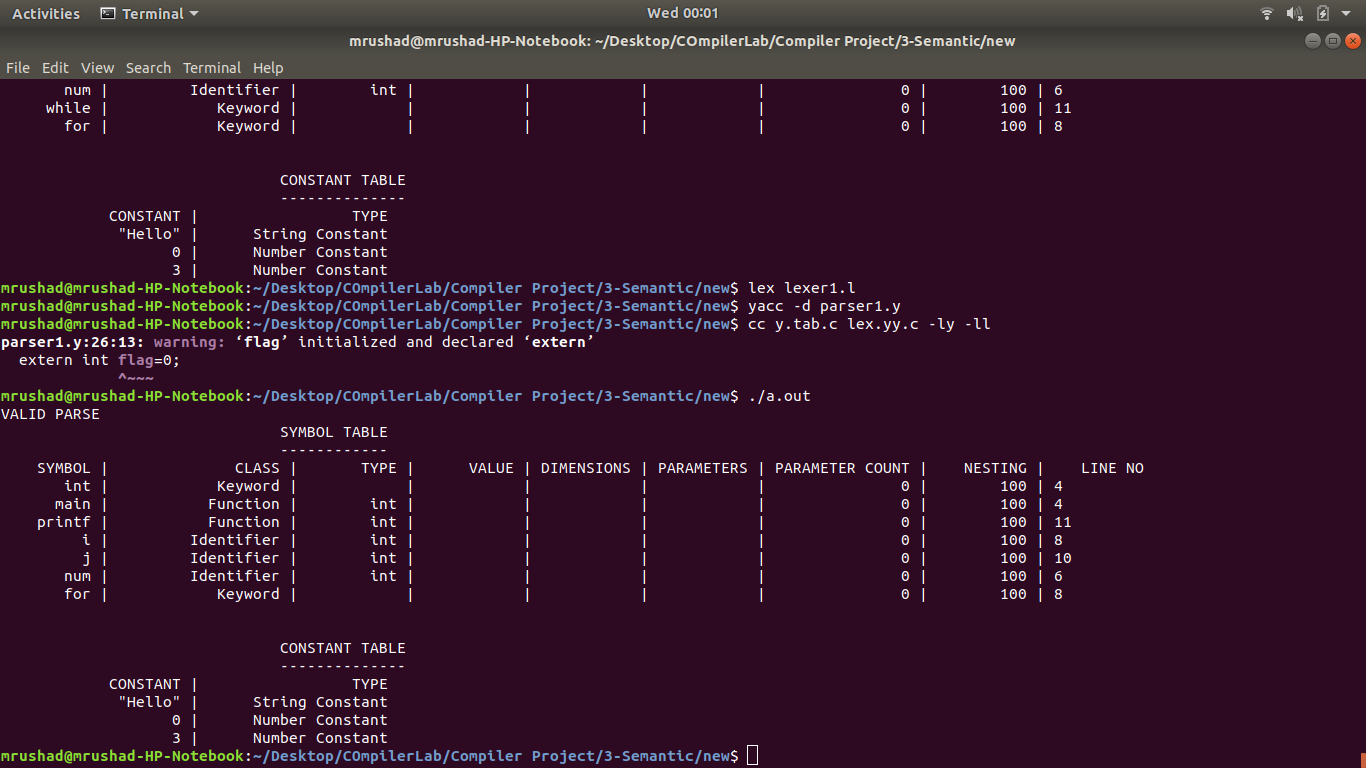 Activities Terminal Wed 00:01
mrushad@mrushad-HP-Notebook: ~/Desktop/COmpilerLab/Compiler Project/3-Semantic/new
File Edit View Search Terminal Help
num | Identifier | int | | | | 0 | 100 | 6
while | Keyword | | | | | 0 | 100 | 11
for | Keyword | | | | | 0 | 100 | 8
CONSTANT TABLE
--------------
CONSTANT | TYPE
"Hello" | String Constant
0 | Number Constant
3 | Number Constant
mrushad@mrushad-HP-Notebook:~/Desktop/COmpilerLab/Compiler Project/3-Semantic/new$ lex lexer1.l
mrushad@mrushad-HP-Notebook:~/Desktop/COmpilerLab/Compiler Project/3-Semantic/new$ yacc -d parser1.y
mrushad@mrushad-HP-Notebook:~/Desktop/COmpilerLab/Compiler Project/3-Semantic/new$ cc y.tab.c lex.yy.c -ly -ll
parser1.y:26:13: warning: ‘flag’ initialized and declared ‘extern’
extern int flag=0;
^~~~
mrushad@mrushad-HP-Notebook:~/Desktop/COmpilerLab/Compiler Project/3-Semantic/new$ ./a.out
VALID PARSE
SYMBOL TABLE
------------
SYMBOL | CLASS | TYPE | VALUE | DIMENSIONS | PARAMETERS | PARAMETER COUNT | NESTING | LINE NO
int | Keyword | | | | | 0 | 100 | 4
main | Function | int | | | | 0 | 100 | 4
printf | Function | int | | | | 0 | 100 | 11
i | Identifier | int | | | | 0 | 100 | 8
j | Identifier | int | | | | 0 | 100 | 10
num | Identifier | int | | | | 0 | 100 | 6
for | Keyword | | | | | 0 | 100 | 8
CONSTANT TABLE
--------------
CONSTANT | TYPE
"Hello" | String Constant
0 | Number Constant
3 | Number Constant
mrushad@mrushad-HP-Notebook:~/Desktop/COmpilerLab/Compiler Project/3-Semantic/new$